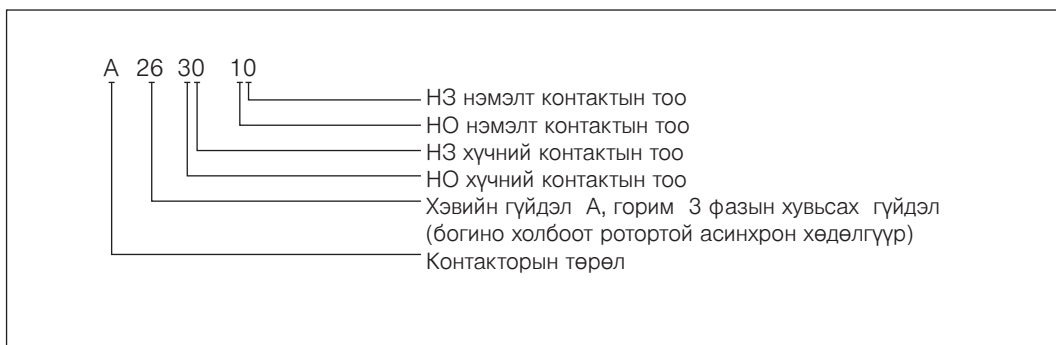 А 26 30 10
НЗ нэмэлт контактын тоо
НО нэмэлт контактын тоо
НЗ хүчний контактын тоо
НО хүчний контактын тоо
Хэвийн гүйдэл А, горим 3 фазын хувьсах гүйдэл
(богино холбоот ротортой асинхрон хөдөлгүүр)
Контакторын төрөл